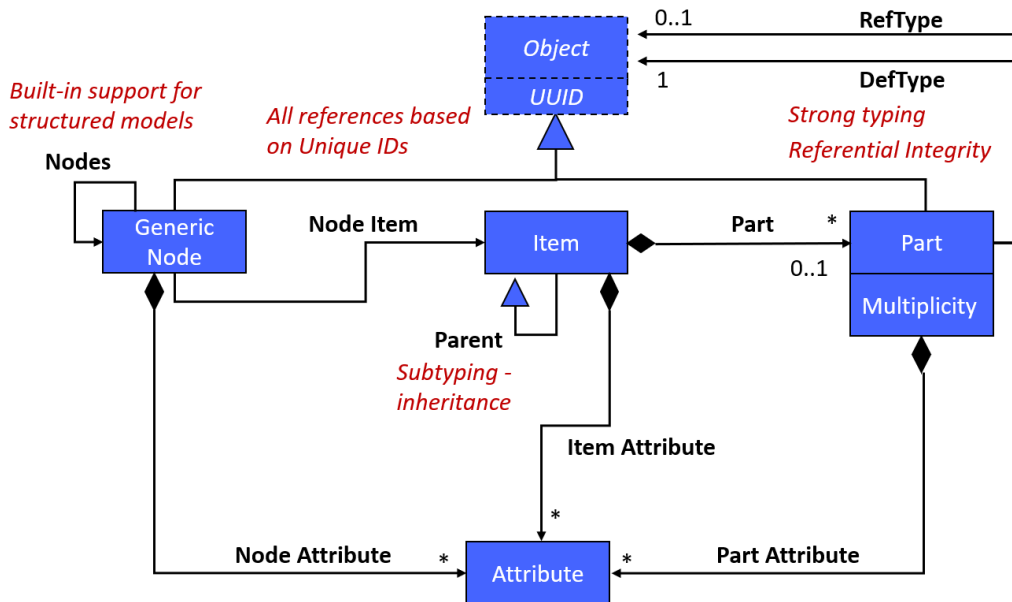 0..1
RefType
Object
1
DefType
UUID
Built-in support for
structured models
All references based
on Unique IDs
Strong typing
Referential Integrity
Nodes
Generic
Node
Node Item
Item
Part
*
0..1
Part
Multiplicity
Parent
Subtyping -
inheritance
Item Attribute
*
Node Attribute
*
Attribute
*
Part Attribute